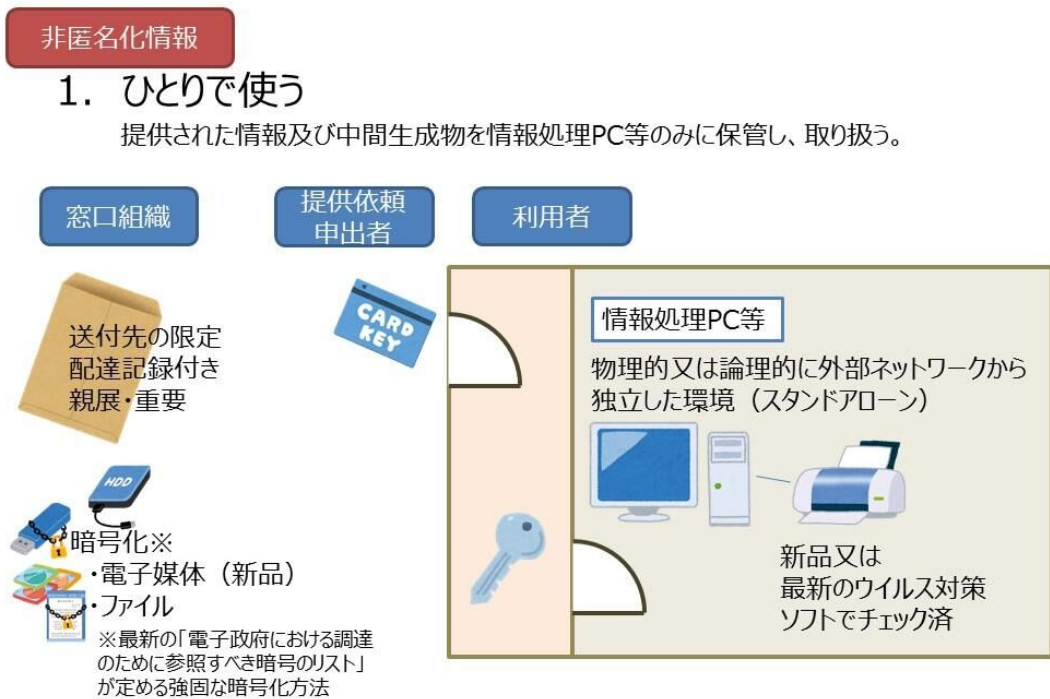 非匿名化情報
1. ひとりで使う
提供された情報及び中間生成物を情報処理PC等のみに保管し、取り扱う。
窓口組織
提供依頼
申出者
利用者
送付先の限定
配達記録付き
親展・重要
HDD
暗号化※
・電子媒体（新品）
・ファイル
※最新の「電子政府における調達
のために参照すべき暗号のリスト」
が定める強固な暗号化方法
CARD
KEY
情報処理PC等
物理的又は論理的に外部ネットワークから
独立した環境（スタンドアローン）
新品又は
最新のウイルス対策
ソフトでチェック済